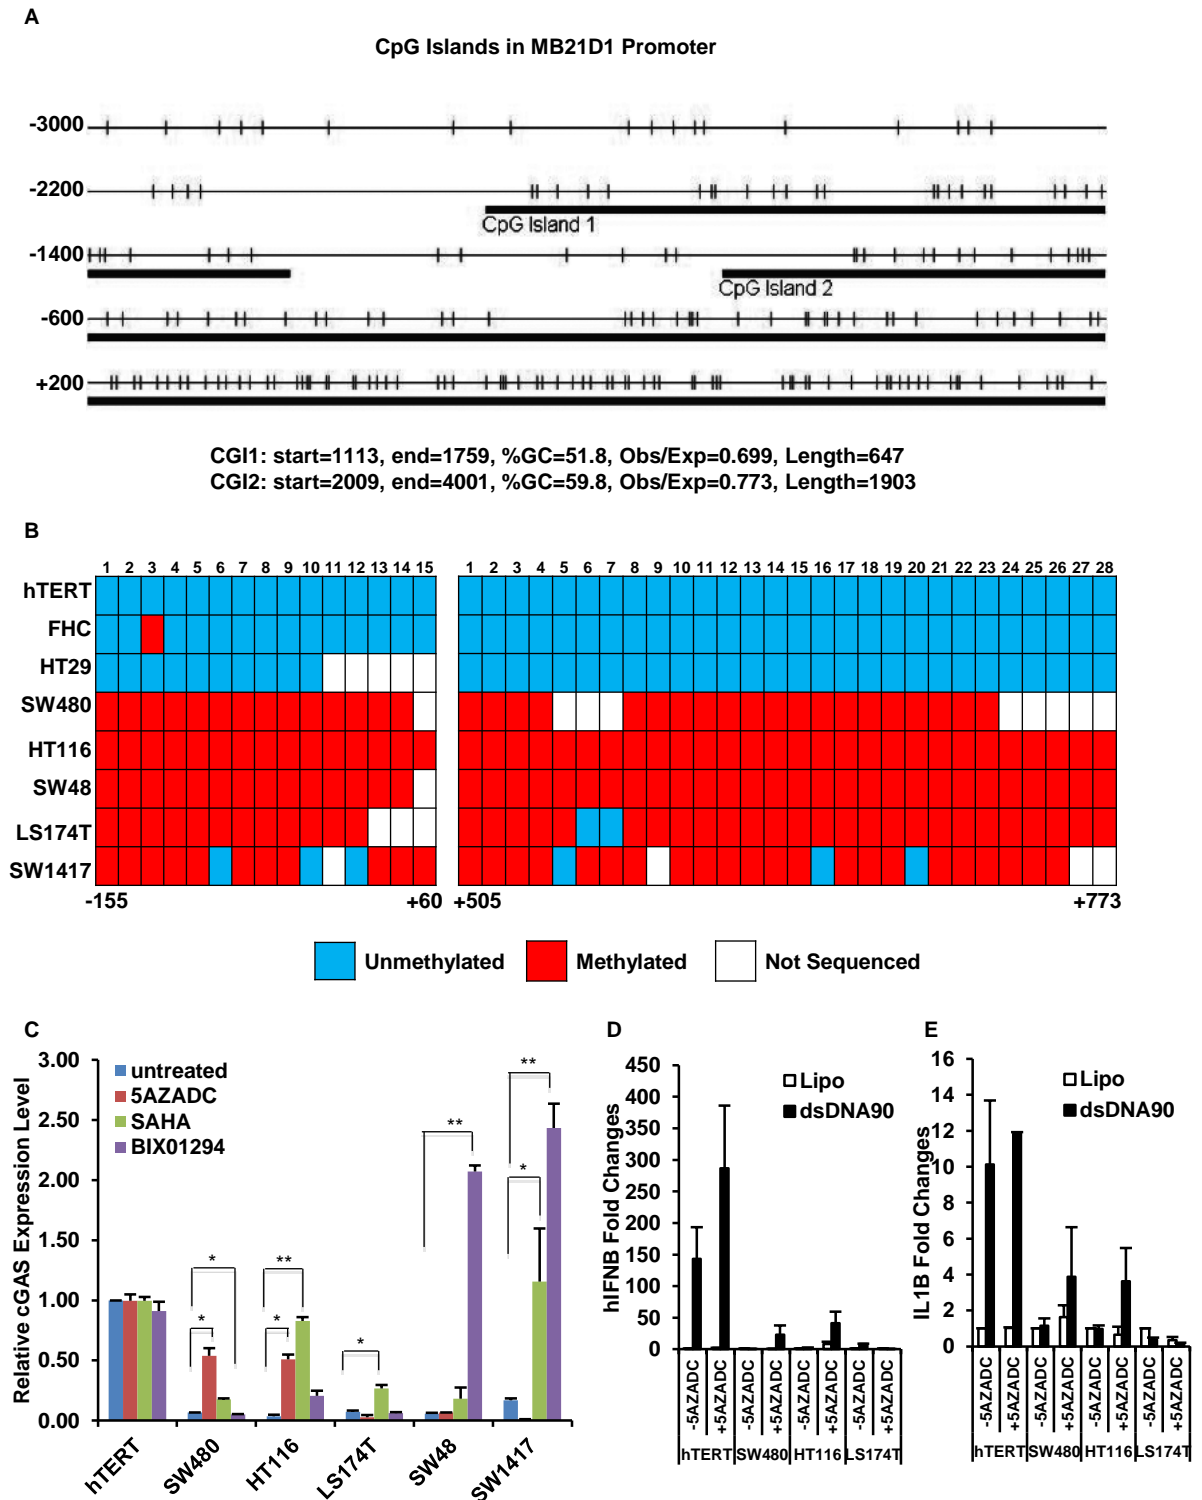 A
CpG Islands in MB21D1 Promoter
-3000
-2200
CpG Island 1
-1400
CpG Island 2
-600
+200
CGI1: start=1113, end=1759, %GC=51.8, Obs/Exp=0.699, Length=647
CGI2: start=2009, end=4001, %GC=59.8, Obs/Exp=0.773, Length=1903
B
1 2 3 4 5 6 7 8 9 10 11 12 13 14 15 1 2 3 4 5 6 7 8 9 10 11 12 13 14 15 16 17 18 19 20 21 22 23 24 25 26 27 28
hTERT
FHC
HT29
SW480
HT116
SW48
LS174T
SW1417
-155 +60 +505 +773
Unmethylated Methylated Not Sequenced
C
Relative cGAS Expression Level
3.00
2.50
2.00
1.50
1.00
0.50
0.00
untreated
5AZADC
SAHA
BIX01294
* * * ** * ** * **
hTERT SW480 HT116 LS174T SW48 SW1417
D
hIFNB Fold Changes
450
400
350
300
250
200
150
100
50
0
Lipo
dsDNA90
-5AZADC +5AZADC -5AZADC +5AZADC -5AZADC +5AZADC -5AZADC +5AZADC
hTERT SW480 HT116 LS174T
E
IL1B Fold Changes
16
14
12
10
8
6
4
2
0
Lipo
dsDNA90
-5AZADC +5AZADC -5AZADC +5AZADC -5AZADC +5AZADC -5AZADC +5AZADC
hTERT SW480 HT116 LS174T